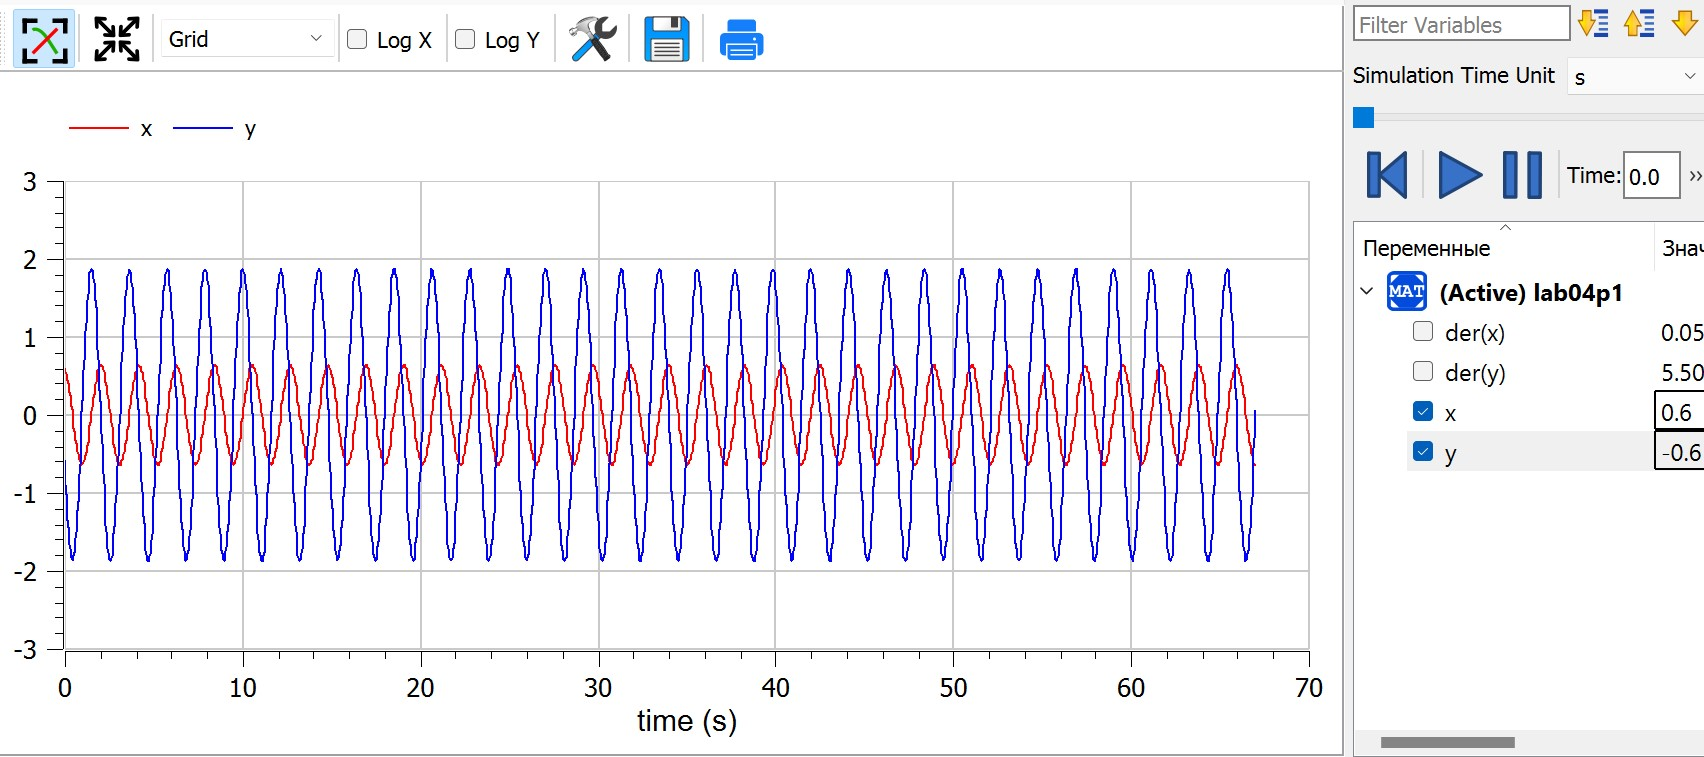 Grid
Log X
Log Y
x
y
3
2
1
0
-1
-2
-3
0
10
20
30
40
50
60
70
time (s)
Filter Variables
Simulation Time Unit
s
Time:
0.0
»
Переменные
Знач
MAT
(Active) lab04p1
der(x)
0.05
der(y)
5.50
x
0.6
y
-0.6